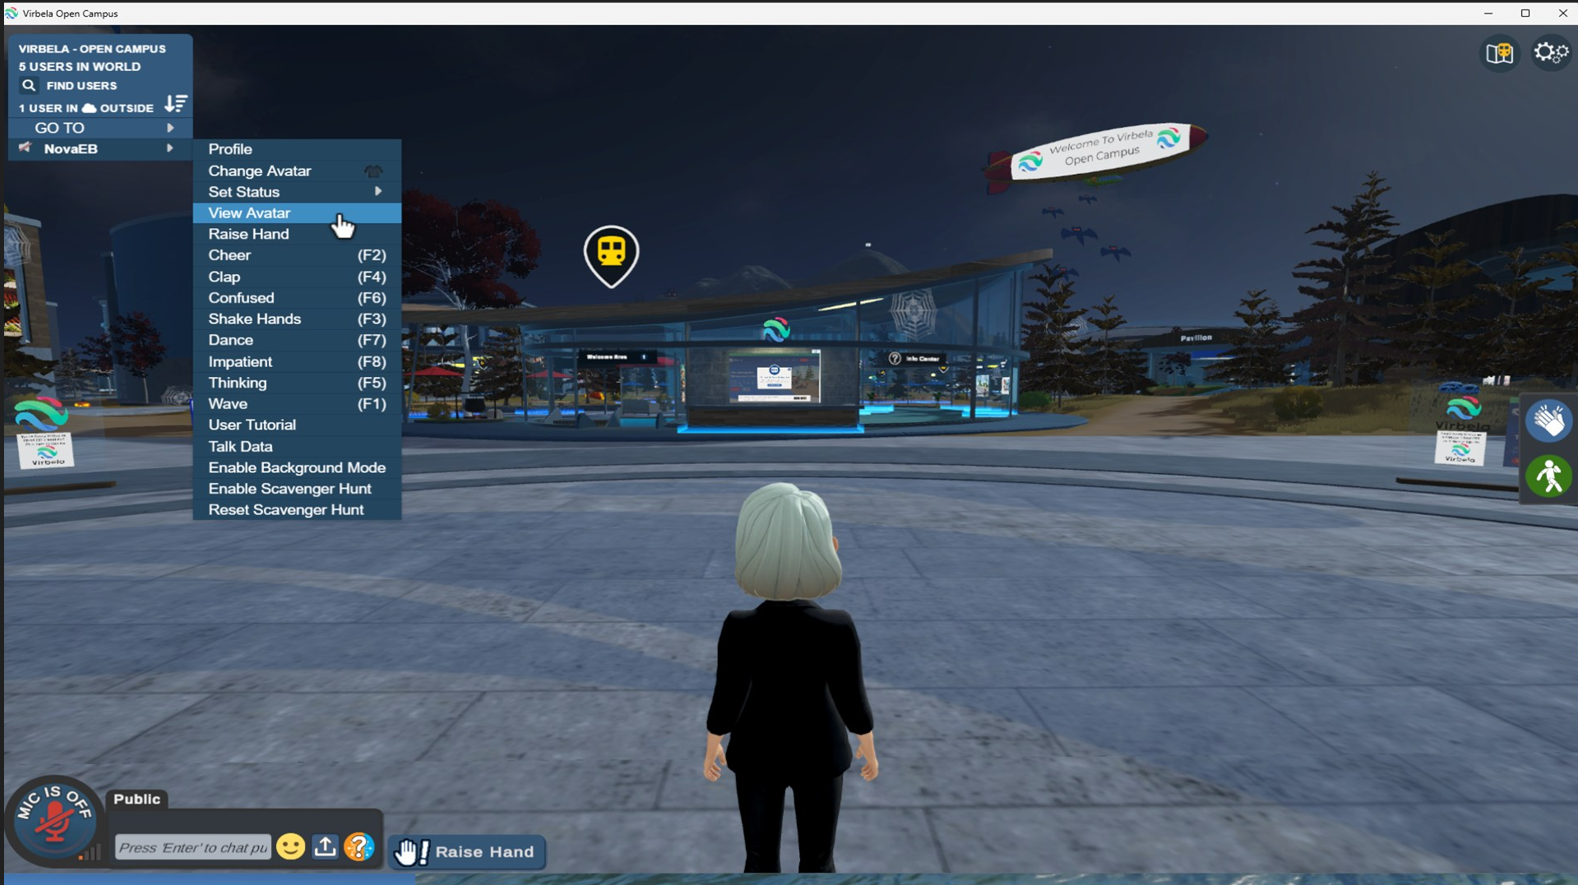 Virbela Open Campus
VIRBELA - OPEN CAMPUS
5 USERS IN WORLD
FIND USERS
1 USER IN OUTSIDE
GO TO
NovaEB
Profile
Change Avatar
Set Status
View Avatar
Raise Hand
Cheer (F2)
Clap (F4)
Confused (F6)
Shake Hands (F3)
Dance (F7)
Impatient (F8)
Thinking (F5)
Wave (F1)
User Tutorial
Talk Data
Enable Background Mode
Enable Scavenger Hunt
Reset Scavenger Hunt
Welcome To Virbela
Open Campus
Welcome Area
Info Center
Pavilion
Virbela
Virbela
Virbela
MIC IS OFF
Public
Press 'Enter' to chat pu
Raise Hand